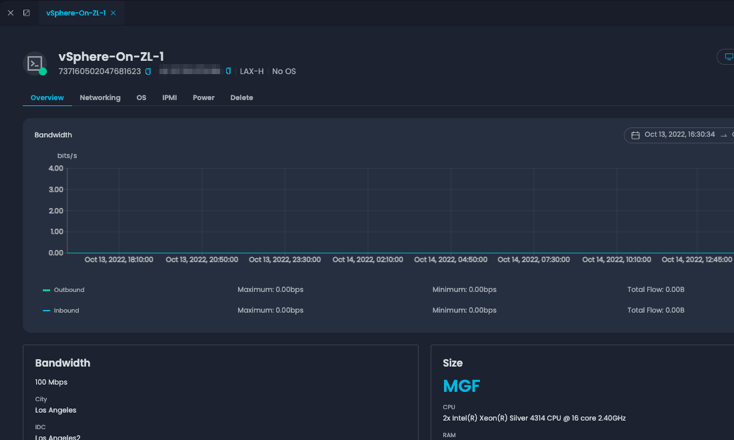 vSphere-On-ZL-1
vSphere-On-ZL-1
737160502047681623 LAX-H No OS
Overview Networking OS IPMI Power Delete
Bandwidth Oct 13, 2022, 16:30:34 →
bits/s
4.00
3.00
2.00
1.00
0.00
Oct 13, 2022, 18:10:00 Oct 13, 2022, 20:50:00 Oct 13, 2022, 23:30:00 Oct 14, 2022, 02:10:00 Oct 14, 2022, 04:50:00 Oct 14, 2022, 07:30:00 Oct 14, 2022, 10:10:00 Oct 14, 2022, 12:45:00
Outbound Maximum: 0.00bps Minimum: 0.00bps Total Flow: 0.00B
Inbound Maximum: 0.00bps Minimum: 0.00bps Total Flow: 0.00B
Bandwidth
100 Mbps
City
Los Angeles
IDC
Los Angeles2
Size
MGF
CPU
2x Intel(R) Xeon(R) Silver 4314 CPU @ 16 core 2.40GHz
RAM